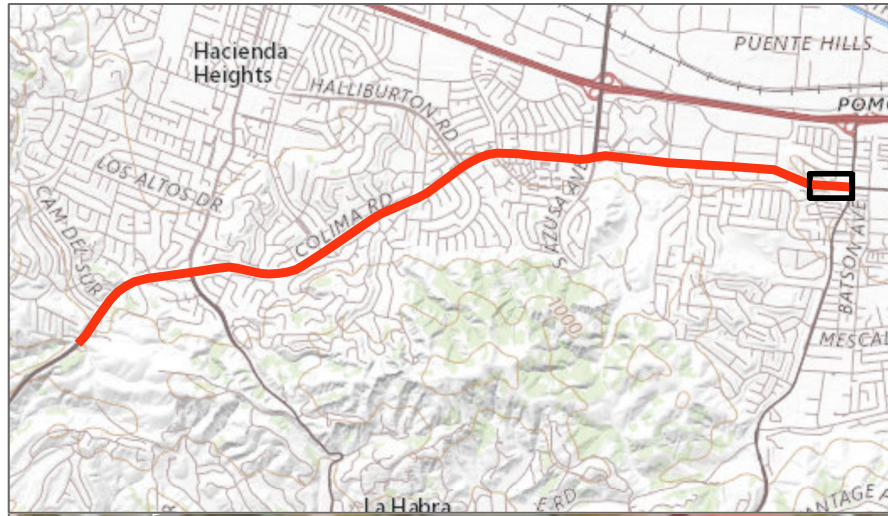 PUENTE HILLS
Hacienda
Heights
HALLIBURTON RD
POMO
LOS ALTOS DR
CAM DEL SUR
COLIMA RD
S AZUSA AVE
BATSON AVE
1000
MESCAL
La Habra
E RD
ANTAGE A